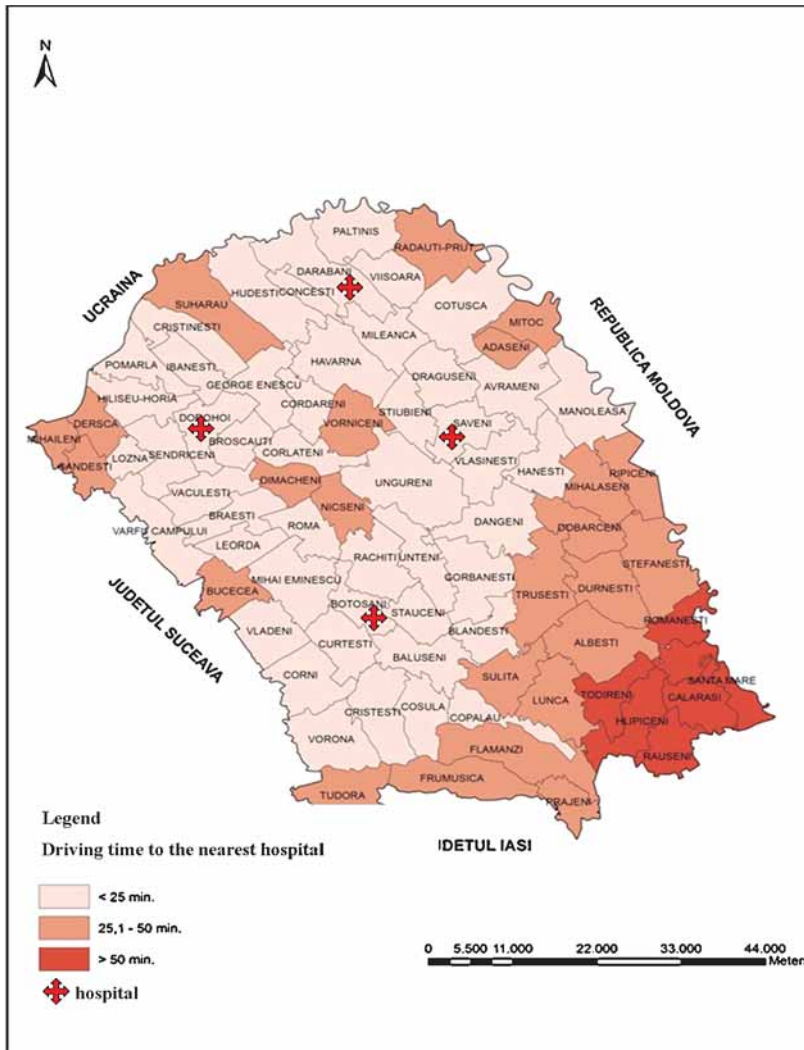 N
PALTINIS
RADAUTI-PRUT
DARABANI
VIISOARA
UCRAINA
HUDESTI
CONCESTI
SUHARAU
COTUSCA
REPUBLICA MOLDOVA
CRISTINESTI
MILEANCA
MITOC
ADASENI
POMARLA
IBANESTI
HAVARNA
DRAGUSENI
GEORGE ENESCU
AVRAMENI
HILISEU-HORIA
CORDARENI
MANOLEASA
DERSCA
DOROHOI
STIUBIENI
SAVENI
VORNICENI
MIHAILENI
BROSCAUTI
LOZNA
SENDRICENI
CORLATENI
VLASINESTI
HANESTI
RIPICENI
DIMACHENI
UNGURENI
MIHALASENI
VACULESTI
NICSENI
BRAESTI
ROMA
DANGENI
DOBARCENI
VARFU CAMPULUI
LEORDA
RACHITI
UNTENI
STEFANESTI
MIHAI EMINESCU
GORBANESTI
DURNESTI
BUCECEA
TRUSESTI
JUDETUL SUCEAVA
BOTOSANI
STAUCENI
ROMANESTI
VLADENI
BLANDESTI
CURTESTI
ALBESTI
BALUSENI
CORNI
SULITA
SANTA MARE
LUNCA
TODIRENI
CALARASI
COSULA
CRISTESTI
COPALAU
HLIPICENI
VORONA
FLAMANZI
RAUSENI
FRUMUSICA
TUDORA
PRAJENI
Legend
IDETUL IASI
Driving time to the nearest hospital
< 25 min.
25,1 - 50 min.
> 50 min.
hospital
0 5.500 11.000 22.000 33.000 44.000
Meters